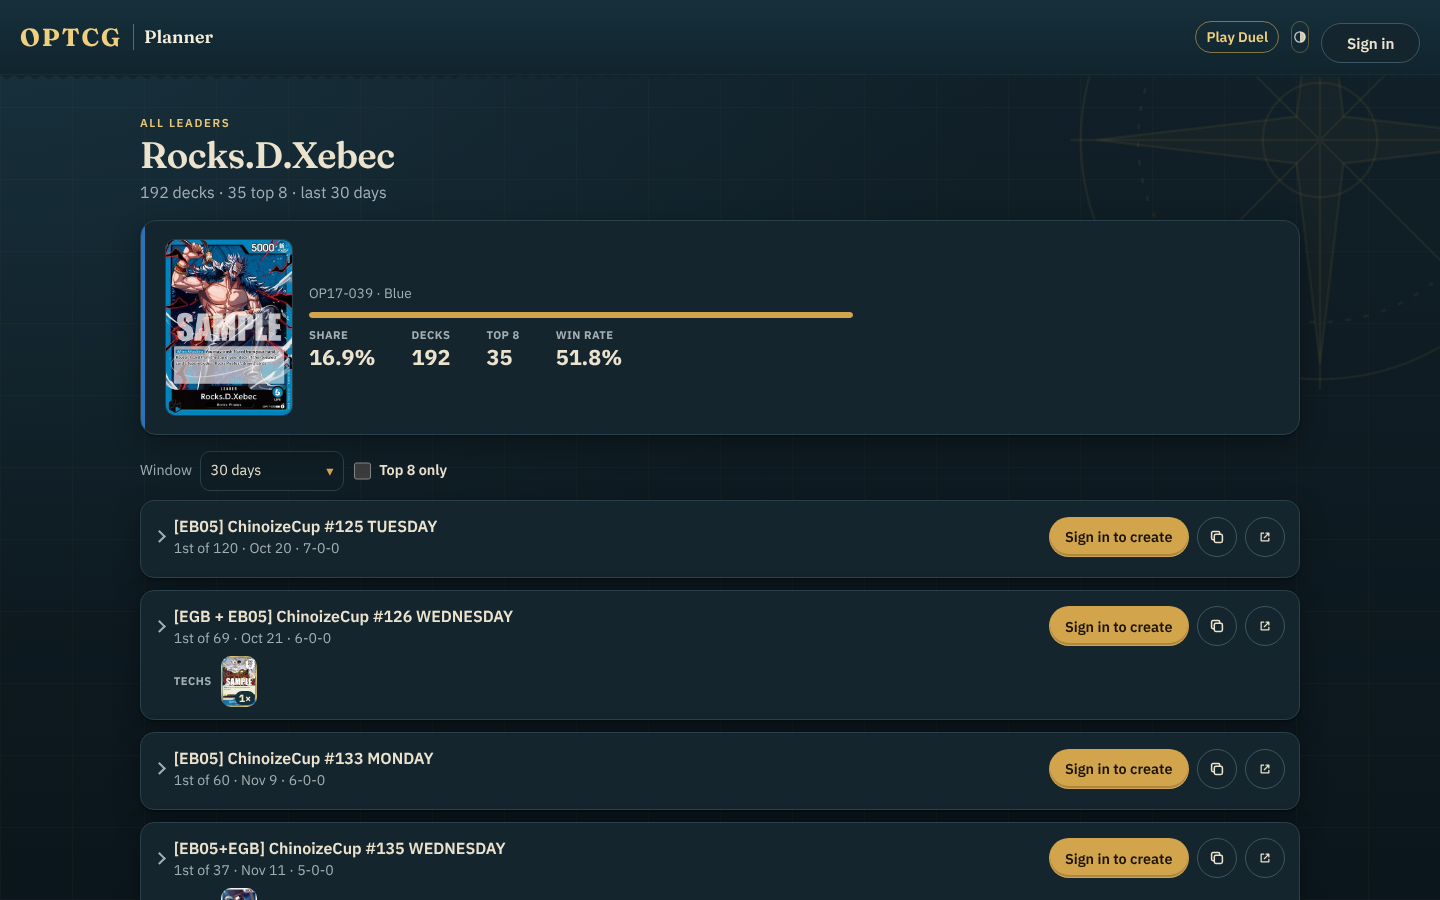 OPTCG
Planner
Play Duel
Sign in
ALL LEADERS
Rocks.D.Xebec
192 decks · 35 top 8 · last 30 days
5000
SAMPLE
LEADER
Rocks.D.Xebec
5
OP17-039 · Blue
SHARE DECKS TOP 8 WIN RATE
16.9% 192 35 51.8%
Window 30 days Top 8 only
[EB05] ChinoizeCup #125 TUESDAY
1st of 120 · Oct 20 · 7-0-0
Sign in to create
[EGB + EB05] ChinoizeCup #126 WEDNESDAY
1st of 69 · Oct 21 · 6-0-0
Sign in to create
TECHS
SAMPLE
1×
[EB05] ChinoizeCup #133 MONDAY
1st of 60 · Nov 9 · 6-0-0
Sign in to create
[EB05+EGB] ChinoizeCup #135 WEDNESDAY
1st of 37 · Nov 11 · 5-0-0
Sign in to create